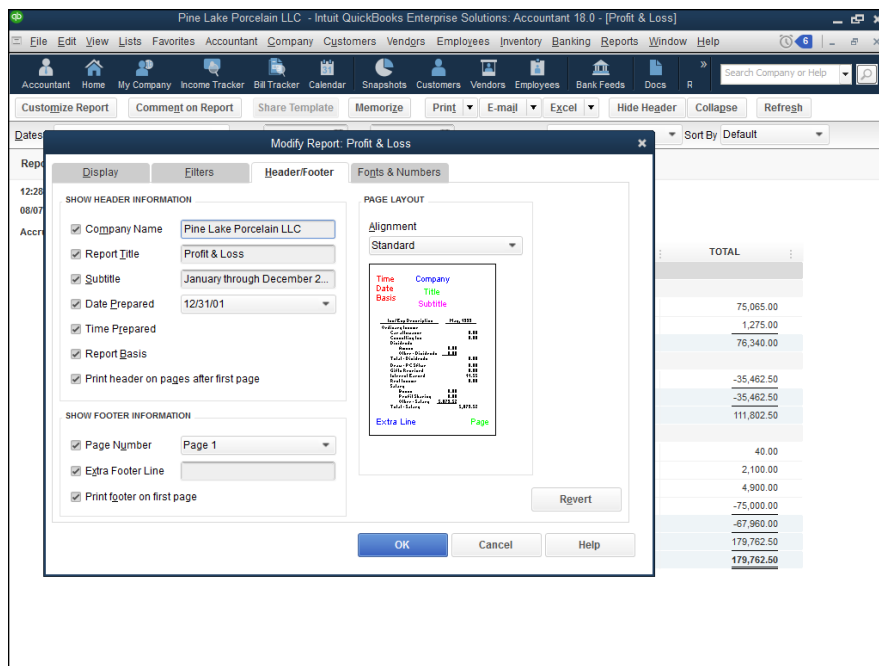 Pine Lake Porcelain LLC - Intuit QuickBooks Enterprise Solutions: Accountant 18.0 - [Profit & Loss]
File Edit View Lists Favorites Accountant Company Customers Vendors Employees Inventory Banking Reports Window Help 6
Accountant Home My Company Income Tracker Bill Tracker Calendar Snapshots Customers Vendors Employees Bank Feeds Docs R » Search Company or Help
Customize Report Comment on Report Share Template Memorize Print E-mail Excel Hide Header Collapse Refresh
Dates Sort By Default
Modify Report: Profit & Loss
Repo
12:28
08/07
Accru
Display Filters Header/Footer Fonts & Numbers
SHOW HEADER INFORMATION
Company Name Pine Lake Porcelain LLC
Report Title Profit & Loss
Subtitle January through December 2...
Date Prepared 12/31/01
Time Prepared
Report Basis
Print header on pages after first page
SHOW FOOTER INFORMATION
Page Number Page 1
Extra Footer Line
Print footer on first page
PAGE LAYOUT
Alignment
Standard
Time Company
Date Title
Basis Subtitle
Extra Line Page
Revert
OK Cancel Help
TOTAL
75,065.00
1,275.00
76,340.00
-35,462.50
-35,462.50
111,802.50
40.00
2,100.00
4,900.00
-75,000.00
-67,960.00
179,762.50
179,762.50